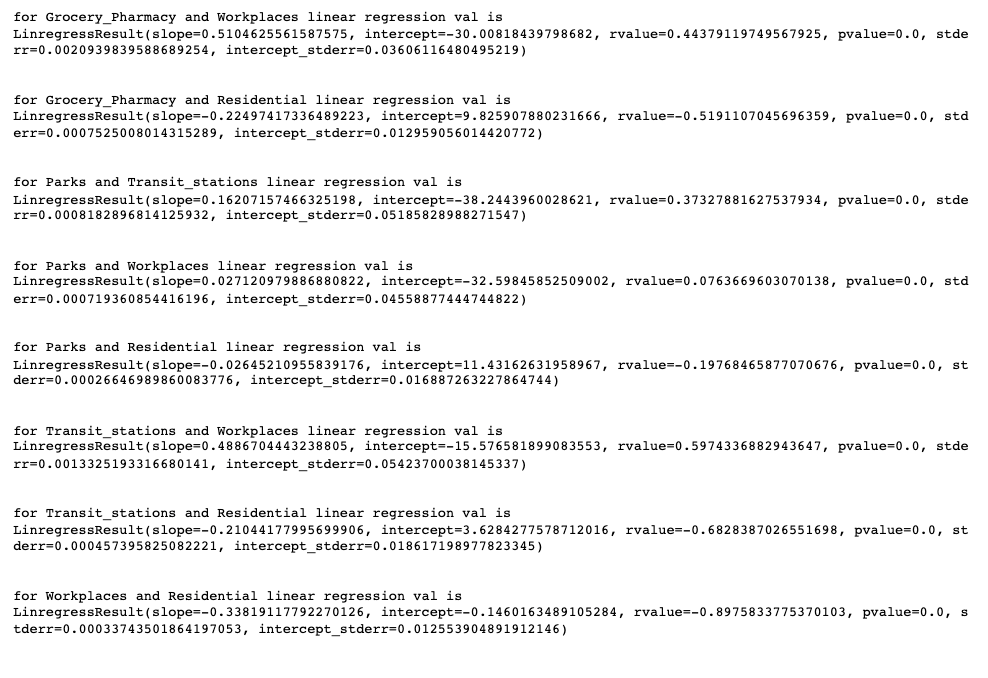 for Grocery_Pharmacy and Workplaces linear regression val is
LinregressResult(slope=0.5104625561587575, intercept=-30.00818439798682, rvalue=0.44379119749567925, pvalue=0.0, stde
rr=0.0020939839588689254, intercept_stderr=0.03606116480495219)
for Grocery_Pharmacy and Residential linear regression val is
LinregressResult(slope=-0.22497417336489223, intercept=9.825907880231666, rvalue=-0.5191107045696359, pvalue=0.0, std
err=0.0007525008014315289, intercept_stderr=0.012959056014420772)
for Parks and Transit_stations linear regression val is
LinregressResult(slope=0.16207157466325198, intercept=-38.2443960028621, rvalue=0.37327881627537934, pvalue=0.0, stde
rr=0.0008182896814125932, intercept_stderr=0.05185828988271547)
for Parks and Workplaces linear regression val is
LinregressResult(slope=0.027120979886880822, intercept=-32.59845852509002, rvalue=0.0763669603070138, pvalue=0.0, std
err=0.000719360854416196, intercept_stderr=0.04558877444744822)
for Parks and Residential linear regression val is
LinregressResult(slope=-0.02645210955839176, intercept=11.43162631958967, rvalue=-0.19768465877070676, pvalue=0.0, st
derr=0.00026646989860083776, intercept_stderr=0.016887263227864744)
for Transit_stations and Workplaces linear regression val is
LinregressResult(slope=0.4886704443238805, intercept=-15.576581899083553, rvalue=0.5974336882943647, pvalue=0.0, stde
rr=0.0013325193316680141, intercept_stderr=0.05423700038145337)
for Transit_stations and Residential linear regression val is
LinregressResult(slope=-0.21044177995699906, intercept=3.6284277578712016, rvalue=-0.6828387026551698, pvalue=0.0, st
derr=0.000457395825082221, intercept_stderr=0.018617198977823345)
for Workplaces and Residential linear regression val is
LinregressResult(slope=-0.33819117792270126, intercept=-0.1460163489105284, rvalue=-0.8975833775370103, pvalue=0.0, s
tderr=0.00033743501864197053, intercept_stderr=0.012553904891912146)